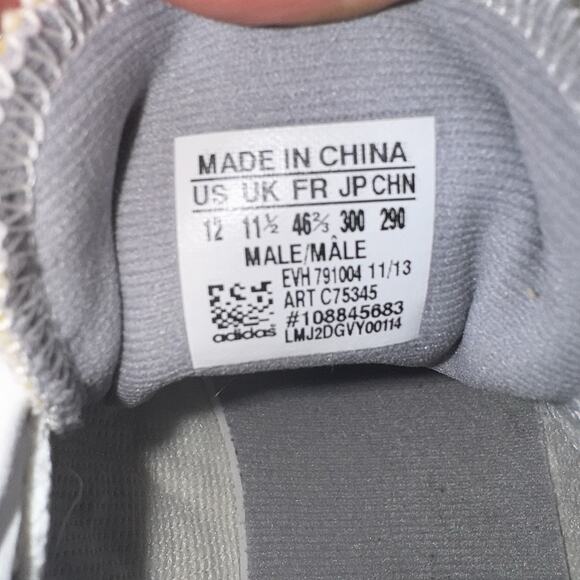 MADE IN CHINA
US UK FR JP CHN
12 11½ 46⅔ 300 290
MALE/MÂLE
EVH 791004 11/13
ART C75345
#108845683
adidas
LMJ2DGVY00114